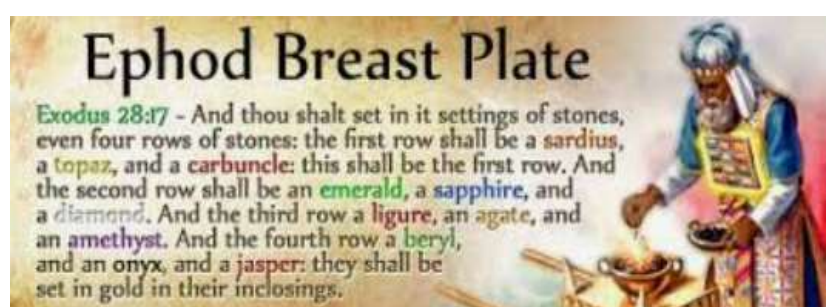 Ephod Breast Plate
Exodus 28:17 - And thou shalt set in it settings of stones,
even four rows of stones: the first row shall be a sardius,
a topaz, and a carbuncle: this shall be the first row. And
the second row shall be an emerald, a sapphire, and
a diamond. And the third row a ligure, an agate, and
an amethyst. And the fourth row a beryl,
and an onyx, and a jasper: they shall be
set in gold in their inclosings.